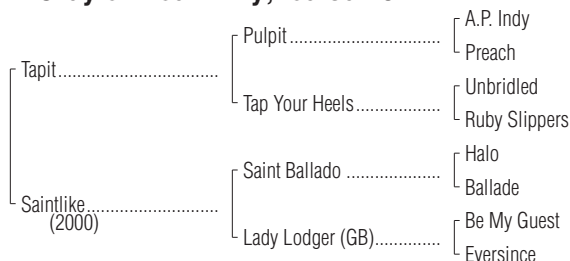 A.P. Indy
Pulpit
Preach
Tapit
Unbridled
Tap Your Heels
Ruby Slippers
Halo
Saint Ballado
Ballade
Saintlike
(2000)
Be My Guest
Lady Lodger (GB)
Eversince